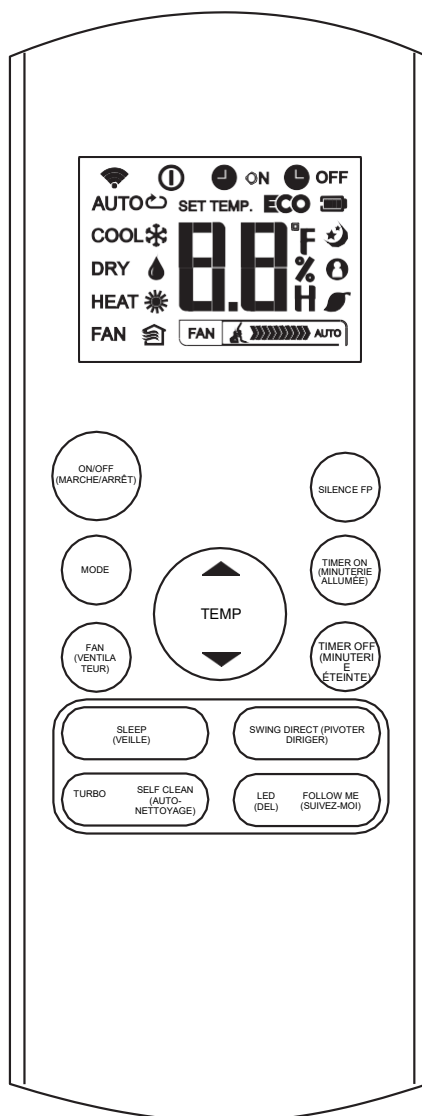 ON OFF
AUTO SET TEMP. ECO
COOL °F
DRY 8.8 %
HEAT H
FAN FAN AUTO
ON/OFF
(MARCHE/ARRÊT)
SILENCE FP
MODE
TEMP
TIMER ON
(MINUTERIE
ALLUMÉE)
FAN
(VENTILA
TEUR)
TIMER OFF
(MINUTERI
E
ÉTEINTE)
SLEEP
(VEILLE)
SWING DIRECT (PIVOTER
DIRIGER)
TURBO
SELF CLEAN
(AUTO-
NETTOYAGE)
LED
(DEL)
FOLLOW ME
(SUIVEZ-MOI)